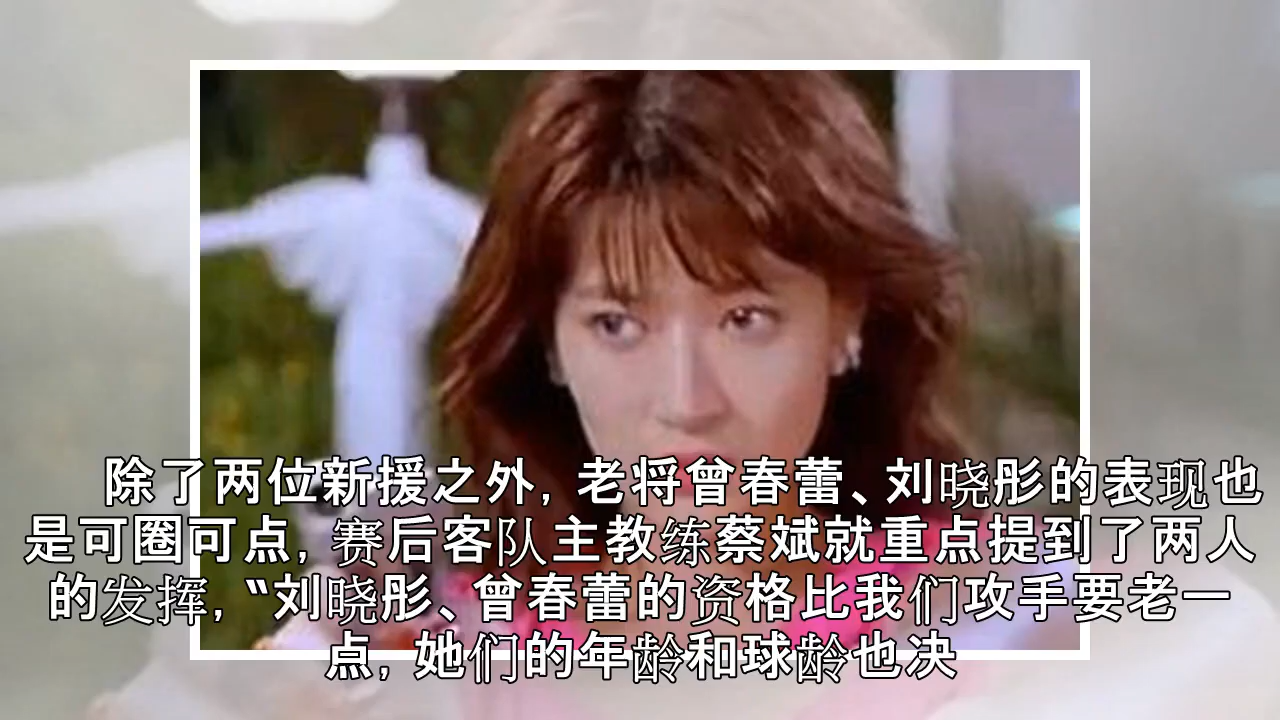 除了两位新援之外,老将曾春蕾、刘晓彤的表现也
是可圈可点,赛后客队主教练蔡斌就重点提到了两人
的发挥,“刘晓彤、曾春蕾的资格比我们攻手要老一
点,她们的年龄和球龄也决